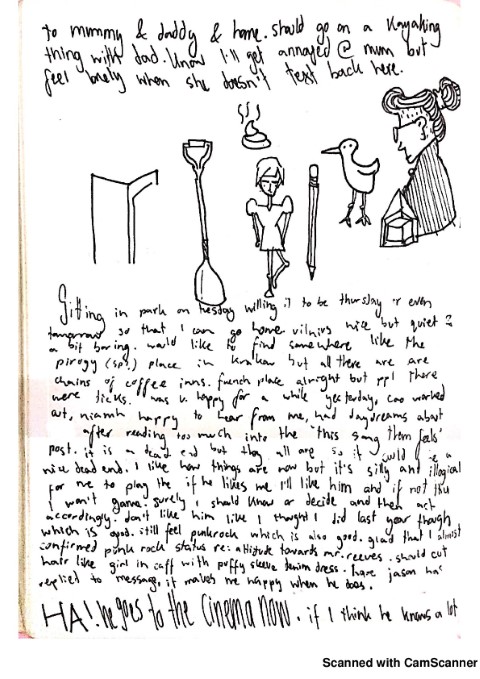 to mummy & daddy & home. should go on a kayaking
thing with dad. know I'll get annoyed @ mum but
feel lonely when she doesn't text back here.
Sitting in park on tuesday willing it to be thursday or even
tomorrow so that I can go home. vilnius nice but quiet &
a bit boring. would like to find somewhere like the
pirogy (sp?) place in krakow but all there are are
chains of coffee inns. french place alright but ppl there
were dicks. was v. happy for a while yesterday, cao worked
out, niamh happy to hear from me, had daydreams about
after reading too much into the "this song them feels"
post. it is a dead end but they all are so it could be a
nice dead end. I like how things are now but it's silly and illogical
for me to play the if he likes me I'll like him and if not thn
I won't game. surely I should know or decide and then act
accordingly. don't like him like I thought I did last year though
which is good. still feel punkrock which is also good. glad that I almost
confirmed punk rock status re: attitude towards mr. reeves. should cut
hair like girl in caff with puffy sleeve denim dress. hope jason has
replied to message, it makes me happy when he does.
HA! he goes to the cinema now. if I think he knows a lot
Scanned with CamScanner